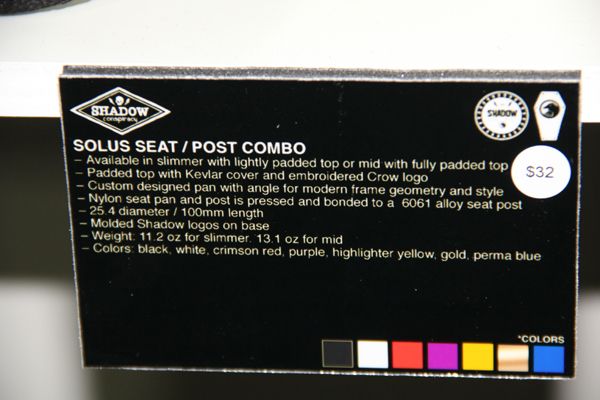 SHADOW
conspiracy
SHADOW
SOLUS SEAT / POST COMBO
– Available in slimmer with lightly padded top or mid with fully padded top
– Padded top with Kevlar cover and embroidered Crow logo
$32
– Custom designed pan with angle for modern frame geometry and style
– Nylon seat pan and post is pressed and bonded to a 6061 alloy seat post
– 25.4 diameter / 100mm length
– Molded Shadow logos on base
– Weight: 11.2 oz for slimmer. 13.1 oz for mid
– Colors: black, white, crimson red, purple, highlighter yellow, gold, perma blue
*COLORS